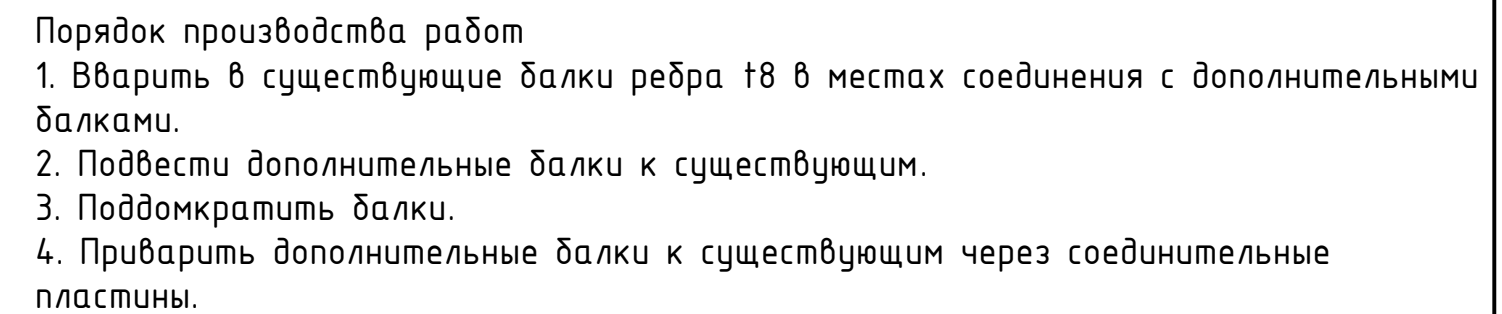 Порядок производства работ
1. Вварить в существующие балки ребра t8 в местах соединения с дополнительными
балками.
2. Подвести дополнительные балки к существующим.
3. Поддомкратить балки.
4. Приварить дополнительные балки к существующим через соединительные
пластины.